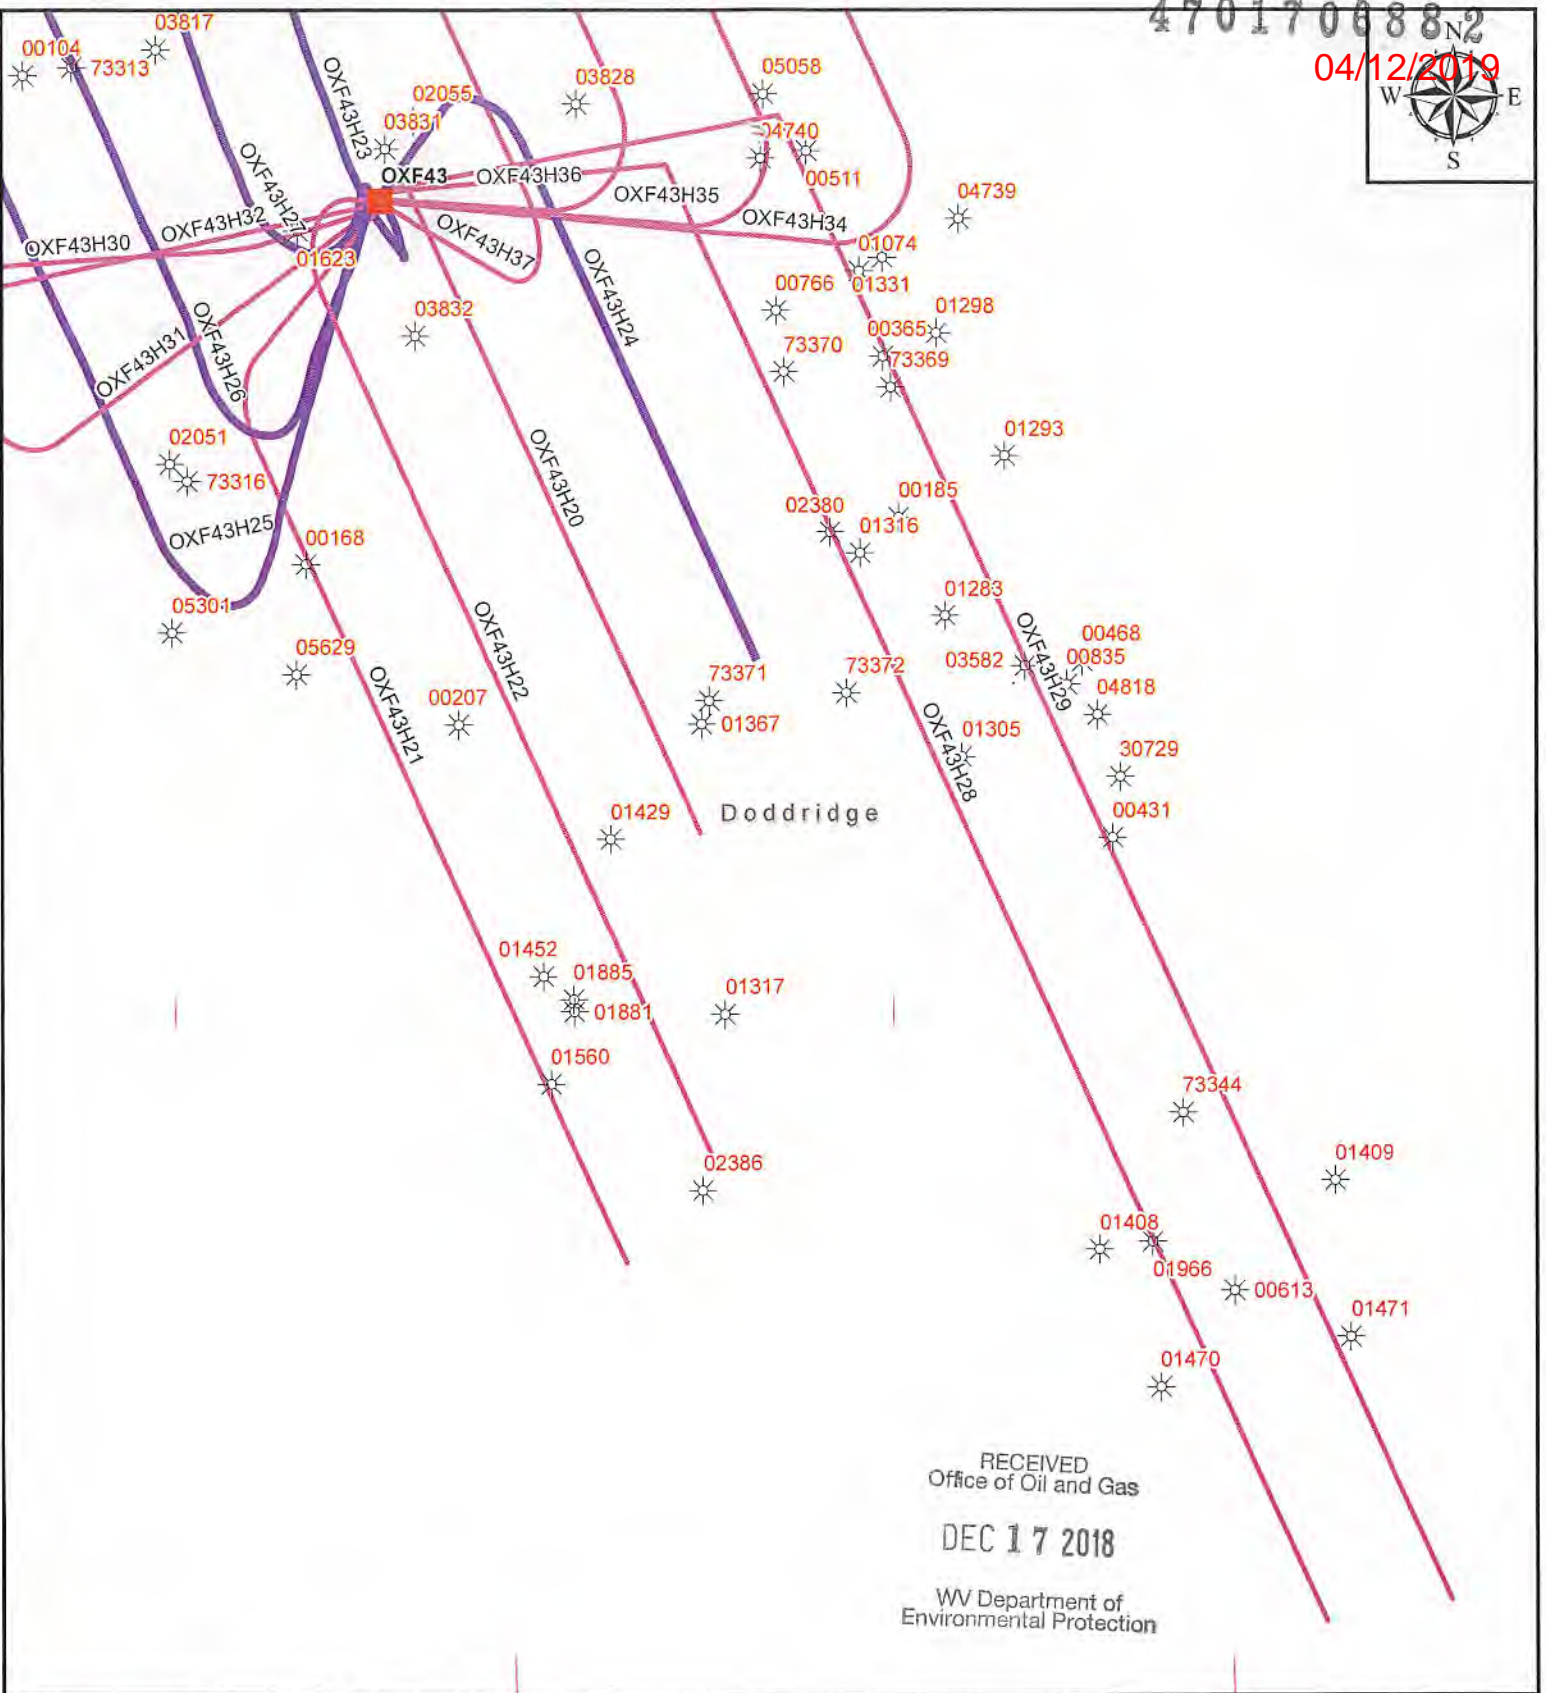 4701706882
04/12/2019
N
W
E
S
03817
00104
73313
OXF43H23
02055
03828
05058
03831
04740
OXF43
OXF43H36
00511
OXF43H27
OXF43H35
04739
OXF43H32
OXF43H34
OXF43H30
OXF43H37
01074
01623
00766
01331
OXF43H24
03832
01298
OXF43H31
OXF43H26
00365
73370
73369
02051
01293
73316
OXF43H20
00185
02380
OXF43H25
01316
00168
01283
05301
OXF43H22
OXF43H29
00468
05629
03582
00835
73371
73372
04818
OXF43H21
00207
01367
01305
OXF43H28
30729
01429
Doddridge
00431
01452
01885
01317
01881
01560
73344
02386
01409
01408
01966
00613
01471
01470
RECEIVED
Office of Oil and Gas
DEC 17 2018
WV Department of
Environmental Protection